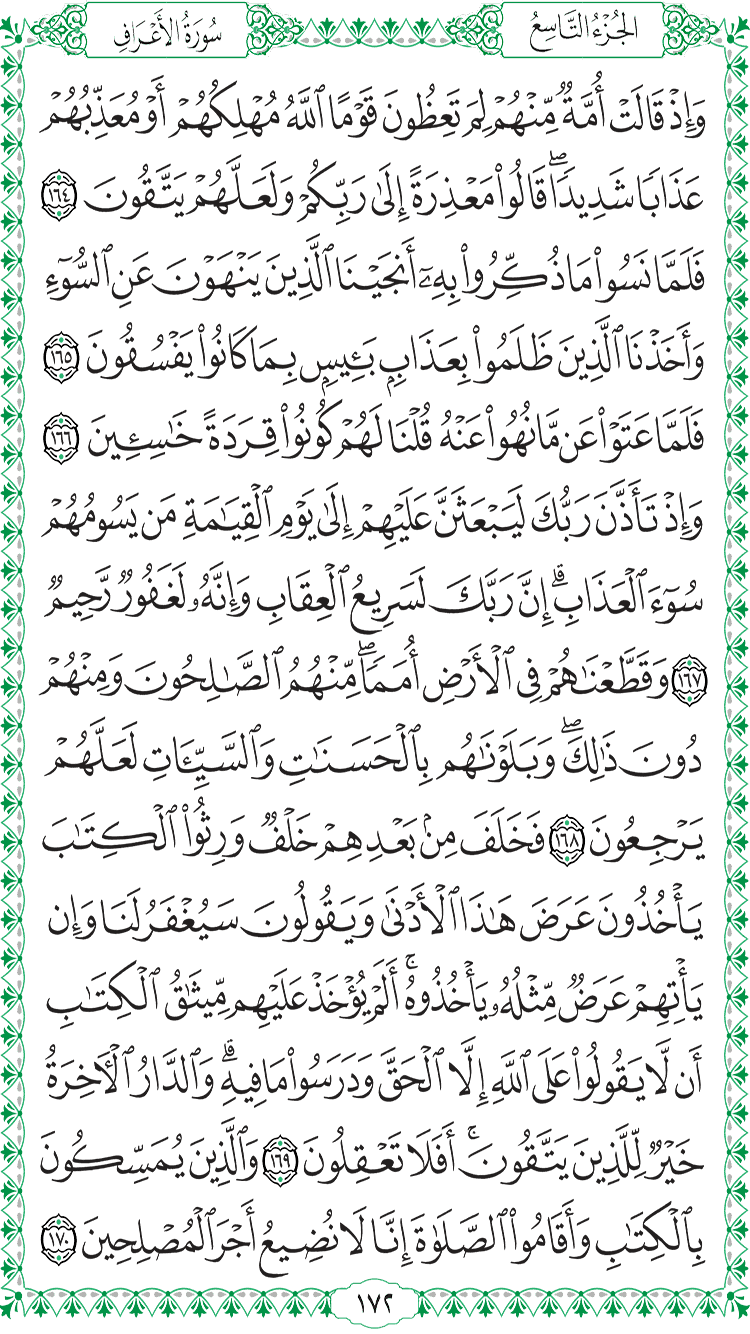 الجُزْءُ التَّاسِعُ
سُورَةُ الأَعْرَافِ
وَإِذْ قَالَتْ أُمَّةٌ مِّنْهُمْ لِمَ تَعِظُونَ قَوْمًا ٱللَّهُ مُهْلِكُهُمْ أَوْ مُعَذِّبُهُمْ
عَذَابًا شَدِيدًاۖ قَالُوا۟ مَعْذِرَةً إِلَىٰ رَبِّكُمْ وَلَعَلَّهُمْ يَتَّقُونَ ١٦٤
فَلَمَّا نَسُوا۟ مَا ذُكِّرُوا۟ بِهِۦٓ أَنجَيْنَا ٱلَّذِينَ يَنْهَوْنَ عَنِ ٱلسُّوٓءِ
وَأَخَذْنَا ٱلَّذِينَ ظَلَمُوا۟ بِعَذَابٍۭ بَـِٔيسٍۭ بِمَا كَانُوا۟ يَفْسُقُونَ ١٦٥
فَلَمَّا عَتَوْا۟ عَن مَّا نُهُوا۟ عَنْهُ قُلْنَا لَهُمْ كُونُوا۟ قِرَدَةً خَـٰسِـِٔينَ ١٦٦
وَإِذْ تَأَذَّنَ رَبُّكَ لَيَبْعَثَنَّ عَلَيْهِمْ إِلَىٰ يَوْمِ ٱلْقِيَـٰمَةِ مَن يَسُومُهُمْ
سُوٓءَ ٱلْعَذَابِۗ إِنَّ رَبَّكَ لَسَرِيعُ ٱلْعِقَابِ وَإِنَّهُۥ لَغَفُورٌ رَّحِيمٌ
١٦٧ وَقَطَّعْنَـٰهُمْ فِى ٱلْأَرْضِ أُمَمًاۖ مِّنْهُمُ ٱلصَّـٰلِحُونَ وَمِنْهُمْ
دُونَ ذَٰلِكَۖ وَبَلَوْنَـٰهُم بِٱلْحَسَنَـٰتِ وَٱلسَّيِّـَٔاتِ لَعَلَّهُمْ
يَرْجِعُونَ ١٦٨ فَخَلَفَ مِنۢ بَعْدِهِمْ خَلْفٌ وَرِثُوا۟ ٱلْكِتَـٰبَ
يَأْخُذُونَ عَرَضَ هَـٰذَا ٱلْأَدْنَىٰ وَيَقُولُونَ سَيُغْفَرُ لَنَا وَإِن
يَأْتِهِمْ عَرَضٌ مِّثْلُهُۥ يَأْخُذُوهُۚ أَلَمْ يُؤْخَذْ عَلَيْهِم مِّيثَـٰقُ ٱلْكِتَـٰبِ
أَن لَّا يَقُولُوا۟ عَلَى ٱللَّهِ إِلَّا ٱلْحَقَّ وَدَرَسُوا۟ مَا فِيهِۗ وَٱلدَّارُ ٱلْـَٔاخِرَةُ
خَيْرٌ لِّلَّذِينَ يَتَّقُونَۚ أَفَلَا تَعْقِلُونَ ١٦٩ وَٱلَّذِينَ يُمَسِّكُونَ
بِٱلْكِتَـٰبِ وَأَقَامُوا۟ ٱلصَّلَوٰةَ إِنَّا لَا نُضِيعُ أَجْرَ ٱلْمُصْلِحِينَ ١٧٠
١٧٢